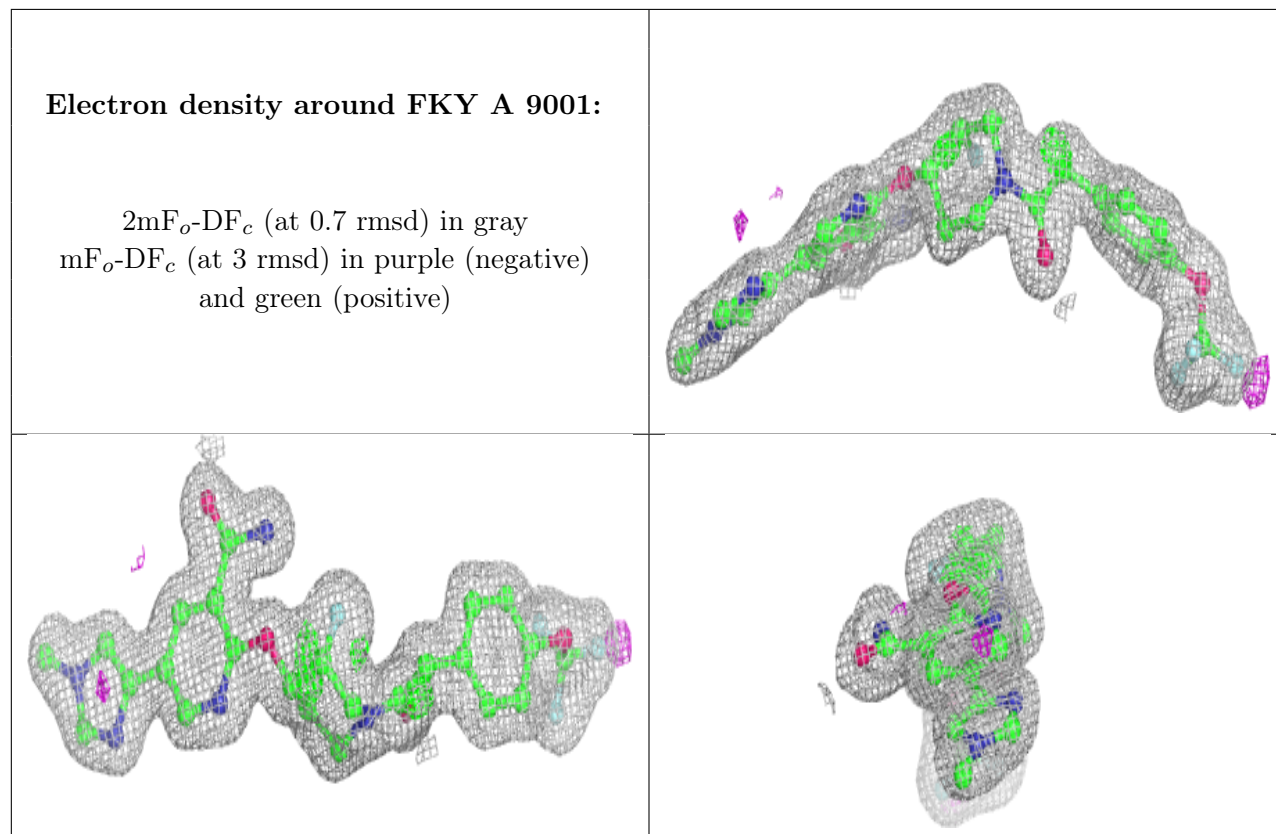 Electron density around FKY A 9001:
2mFo-DFc (at 0.7 rmsd) in gray
mFo-DFc (at 3 rmsd) in purple (negative)
and green (positive)